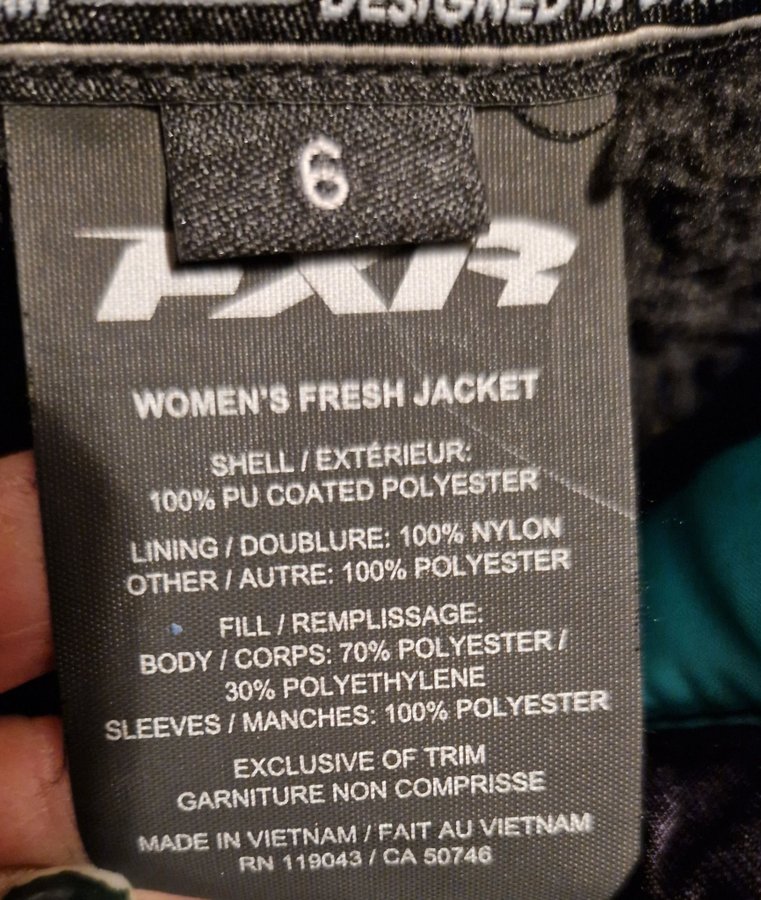 DESIGNED IN
6
FXR
WOMEN'S FRESH JACKET
SHELL / EXTÉRIEUR:
100% PU COATED POLYESTER
LINING / DOUBLURE: 100% NYLON
OTHER / AUTRE: 100% POLYESTER
FILL / REMPLISSAGE:
BODY / CORPS: 70% POLYESTER /
30% POLYETHYLENE
SLEEVES / MANCHES: 100% POLYESTER
EXCLUSIVE OF TRIM
GARNITURE NON COMPRISSE
MADE IN VIETNAM / FAIT AU VIETNAM
RN 119043 / CA 50746